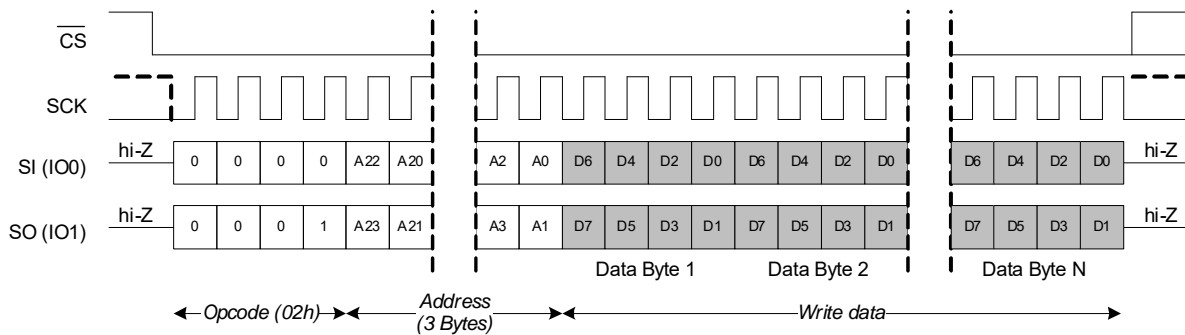 CS
SCK
hi-Z hi-Z
SI (IO0) 0 0 0 0 A22 A20 A2 A0 D6 D4 D2 D0 D6 D4 D2 D0 D6 D4 D2 D0
hi-Z hi-Z
SO (IO1) 0 0 0 1 A23 A21 A3 A1 D7 D5 D3 D1 D7 D5 D3 D1 D7 D5 D3 D1
Data Byte 1 Data Byte 2 Data Byte N
Opcode (02h) Address Write data
(3 Bytes)